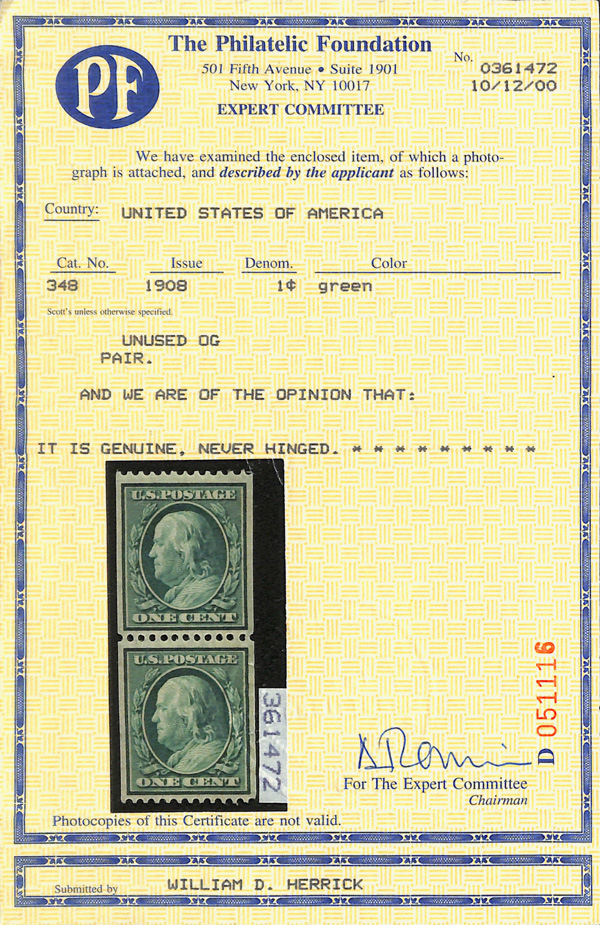 PF
The Philatelic Foundation
501 Fifth Avenue • Suite 1901
New York, NY 10017
EXPERT COMMITTEE
No. 0361472
10/12/00
We have examined the enclosed item, of which a photo-
graph is attached, and described by the applicant as follows:
Country: UNITED STATES OF AMERICA
Cat. No. Issue Denom. Color
348 1908 1¢ green
Scott's unless otherwise specified.
UNUSED OG
PAIR.
AND WE ARE OF THE OPINION THAT:
IT IS GENUINE, NEVER HINGED. * * * * * * * * *
U.S. POSTAGE
ONE CENT
U.S. POSTAGE
ONE CENT
361472
D 051116
For The Expert Committee
Chairman
Photocopies of this Certificate are not valid.
Submitted by WILLIAM D. HERRICK